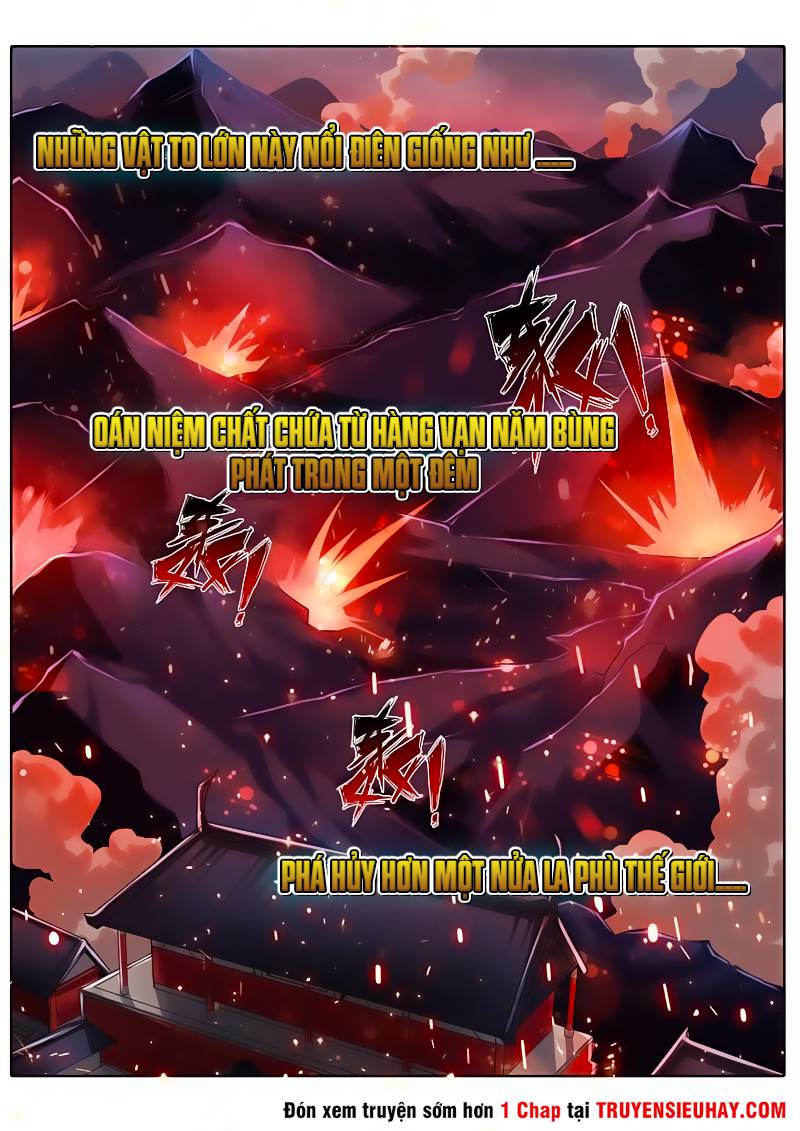 NHỮNG VẬT TO LỚN NÀY NỔI ĐIÊN GIỐNG NHƯ ......
OÁN NIỆM CHẤT CHỨA TỪ HÀNG VẠN NĂM BÙNG
PHÁT TRONG MỘT ĐÊM
PHÁ HỦY HƠN MỘT NỬA LA PHÙ THẾ GIỚI.....
Đón xem truyện sớm hơn 1 Chap tại TRUYENSIEUHAY.COM